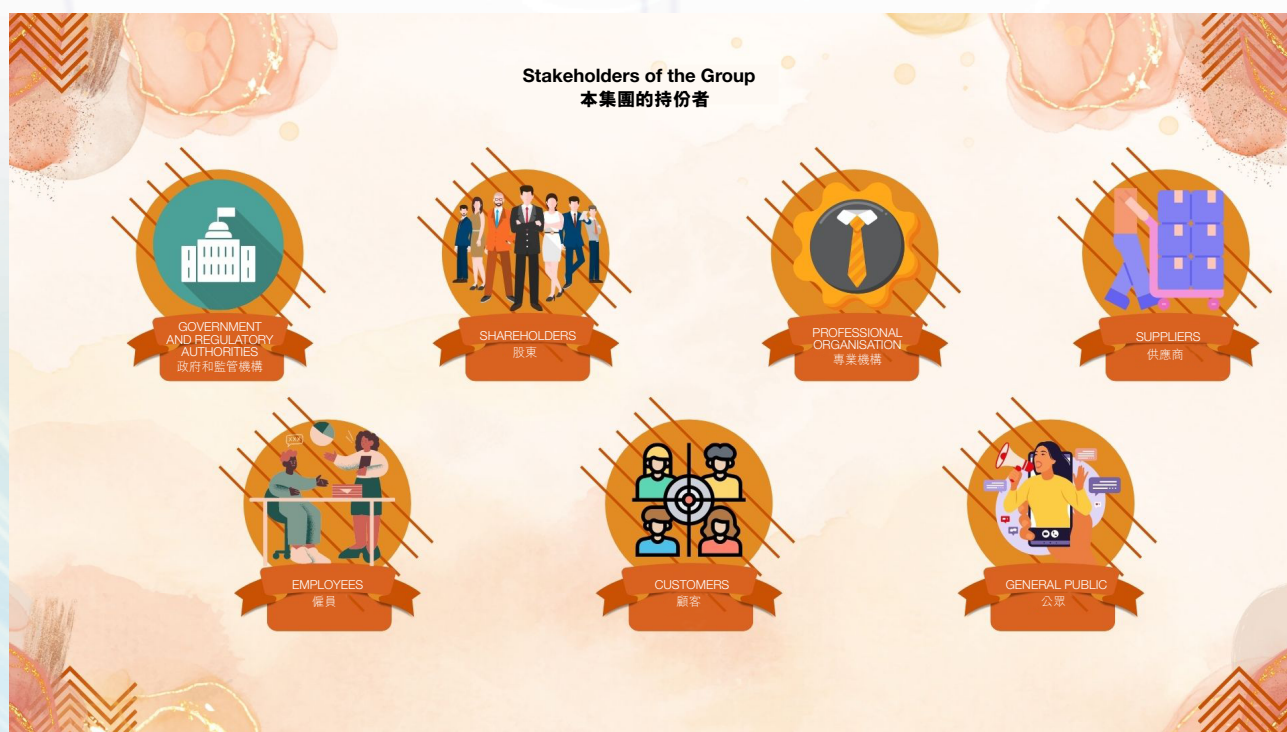 Stakeholders of the Group
本集團的持份者
GOVERNMENT
AND REGULATORY
AUTHORITIES
政府和監管機構
SHAREHOLDERS
股東
PROFESSIONAL
ORGANISATION
專業機構
SUPPLIERS
供應商
XXX
EMPLOYEES
僱員
CUSTOMERS
顧客
GENERAL PUBLIC
公眾